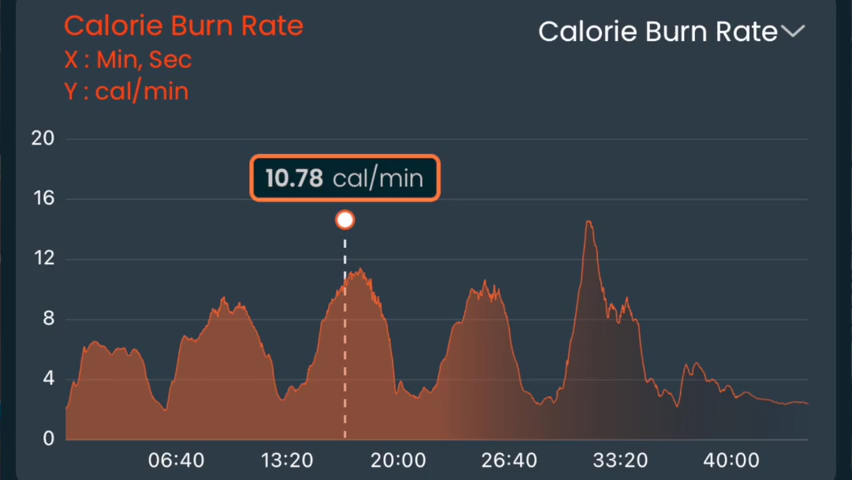 Calorie Burn Rate
X : Min, Sec
Y : cal/min
Calorie Burn Rate
20
10.78 cal/min
16
12
8
4
0
06:40 13:20 20:00 26:40 33:20 40:00